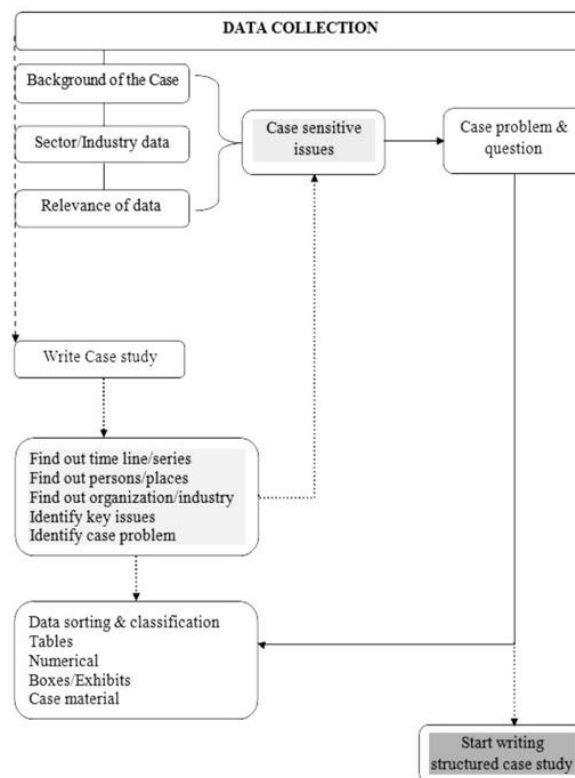 DATA COLLECTION
Background of the Case
Sector/Industry data
Relevance of data
Case sensitive
issues
Case problem &
question
Write Case study
Find out time line/series
Find out persons/places
Find out organization/industry
Identify key issues
Identify case problem
Data sorting & classification
Tables
Numerical
Boxes/Exhibits
Case material
Start writing
structured case study